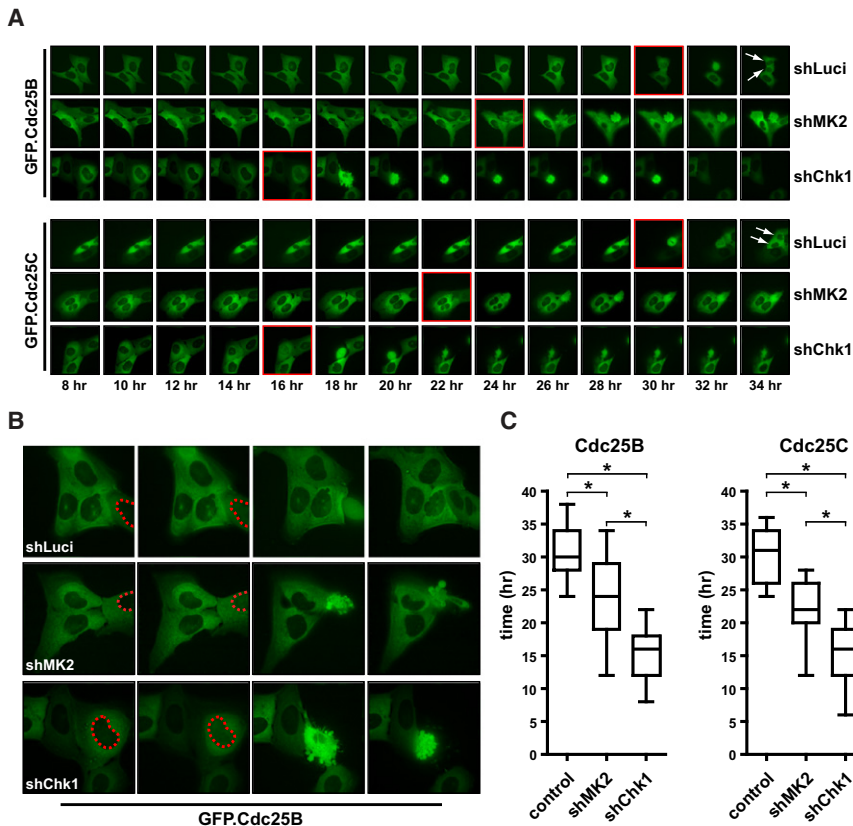 A
GFP.Cdc25B
shLuci
shMK2
shChk1
GFP.Cdc25C
shLuci
shMK2
shChk1
8 hr 10 hr 12 hr 14 hr 16 hr 18 hr 20 hr 22 hr 24 hr 26 hr 28 hr 30 hr 32 hr 34 hr
B
shLuci
shMK2
shChk1
GFP.Cdc25B
C
Cdc25B
*
* *
40
35
30
25
20
15
10
5
0
time (hr)
control shMK2 shChk1
Cdc25C
*
* *
40
35
30
25
20
15
10
5
0
time (hr)
control shMK2 shChk1